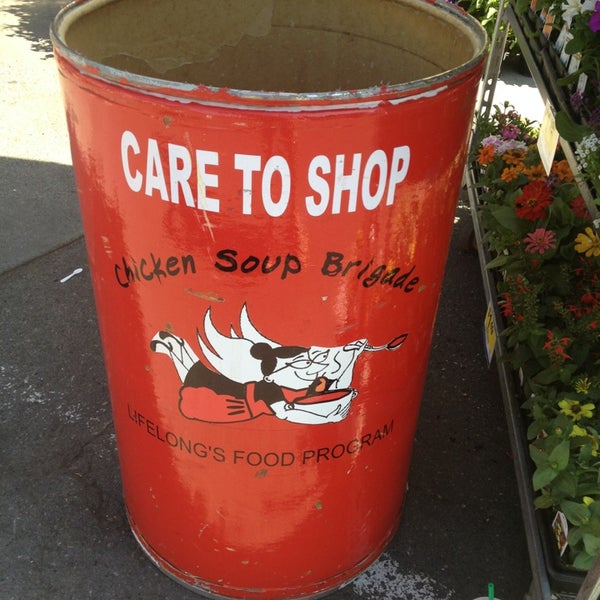 CARE TO SHOP
Chicken Soup Brigade
LIFELONG'S FOOD PROGRAM